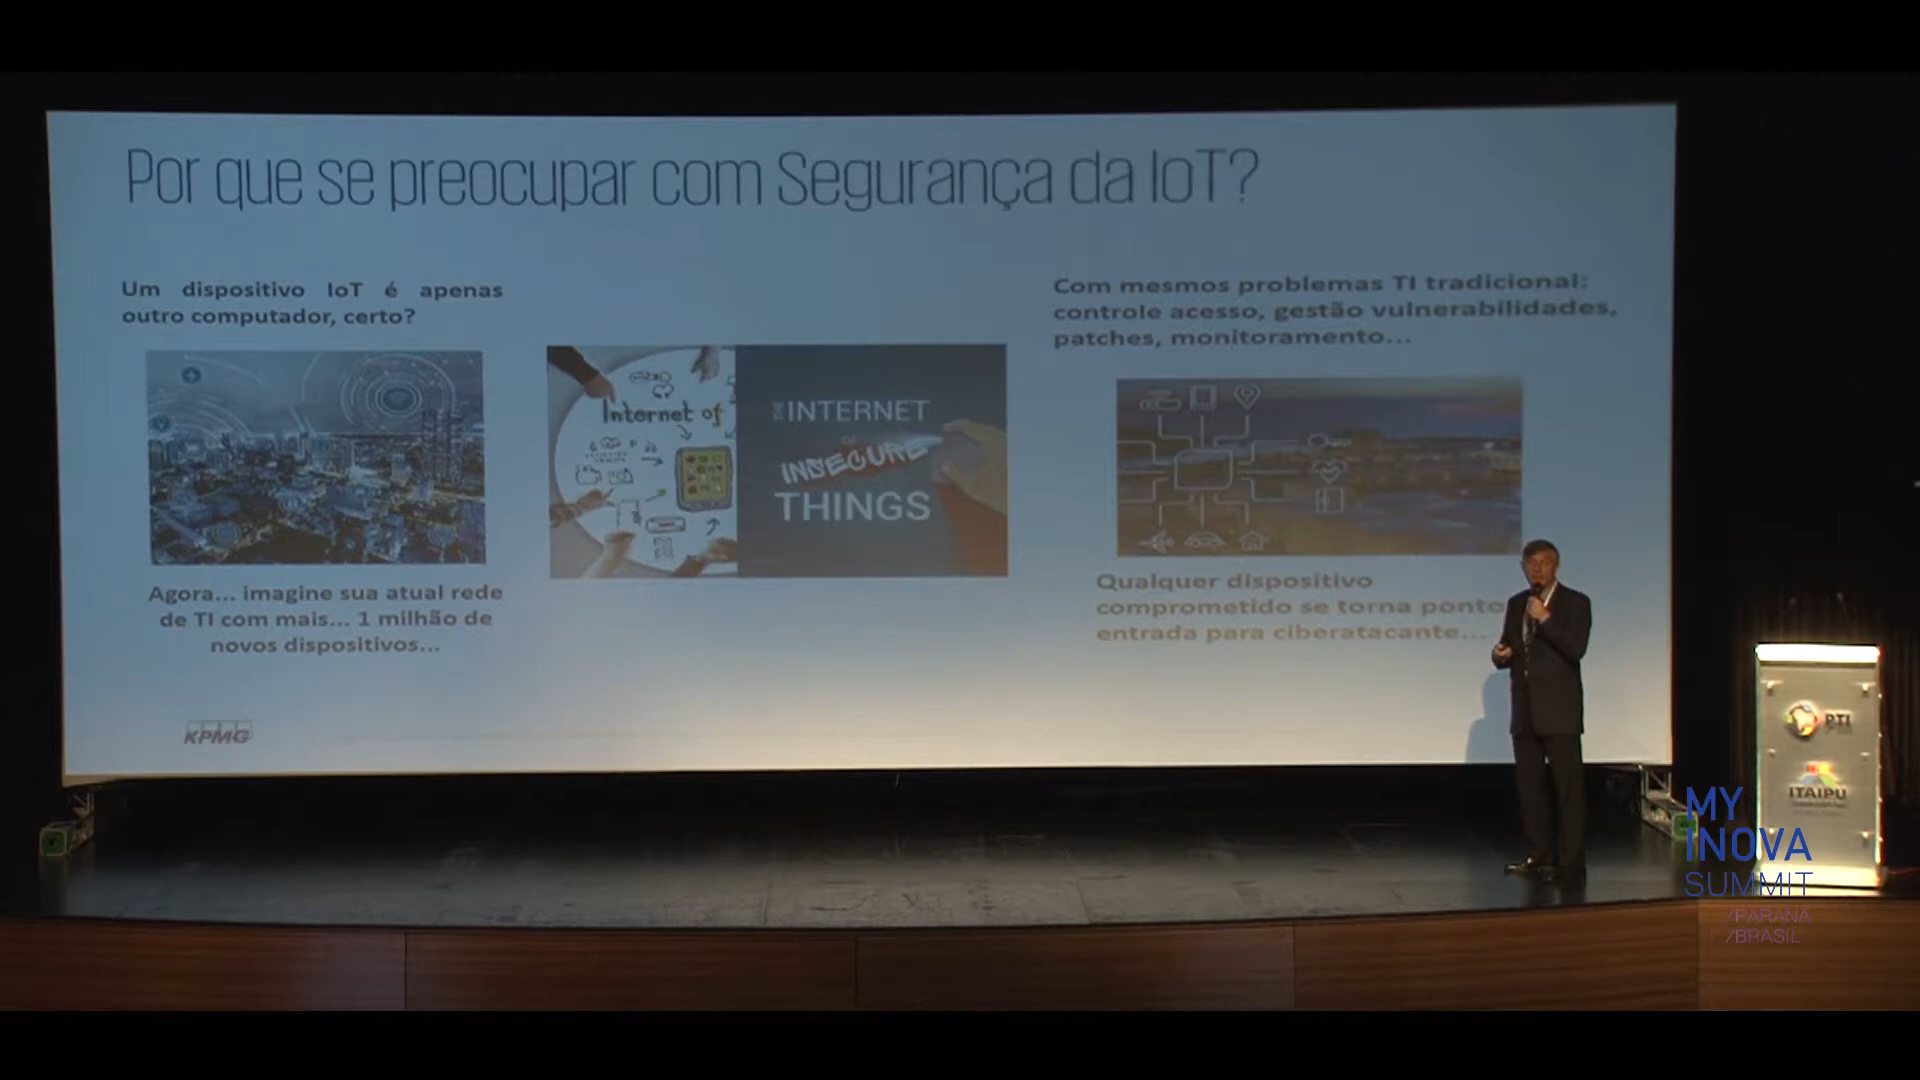 Por que se preocupar com Segurança da IoT?
Um dispositivo IoT é apenas
outro computador, certo?
Com mesmos problemas TI tradicional:
controle acesso, gestão vulnerabilidades,
patches, monitoramento...
Internet of
THE INTERNET
OF
INSECURE
THINGS
Agora... imagine sua atual rede
de TI com mais... 1 milhão de
novos dispositivos...
Qualquer dispositivo
comprometido se torna ponto
entrada para ciberatacante...
KPMG
PTI
ITAIPU
MY
INOVA
SUMMIT
/PARANÁ
/BRASIL